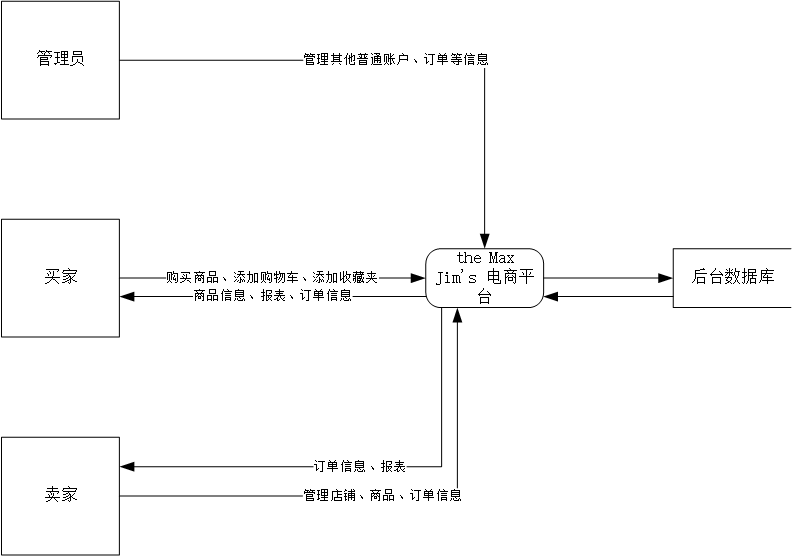 管理员
管理其他普通账户、订单等信息
买家
购买商品、添加购物车、添加收藏夹
商品信息、报表、订单信息
the Max
Jim's 电商平
台
后台数据库
订单信息、报表
卖家
管理店铺、商品、订单信息